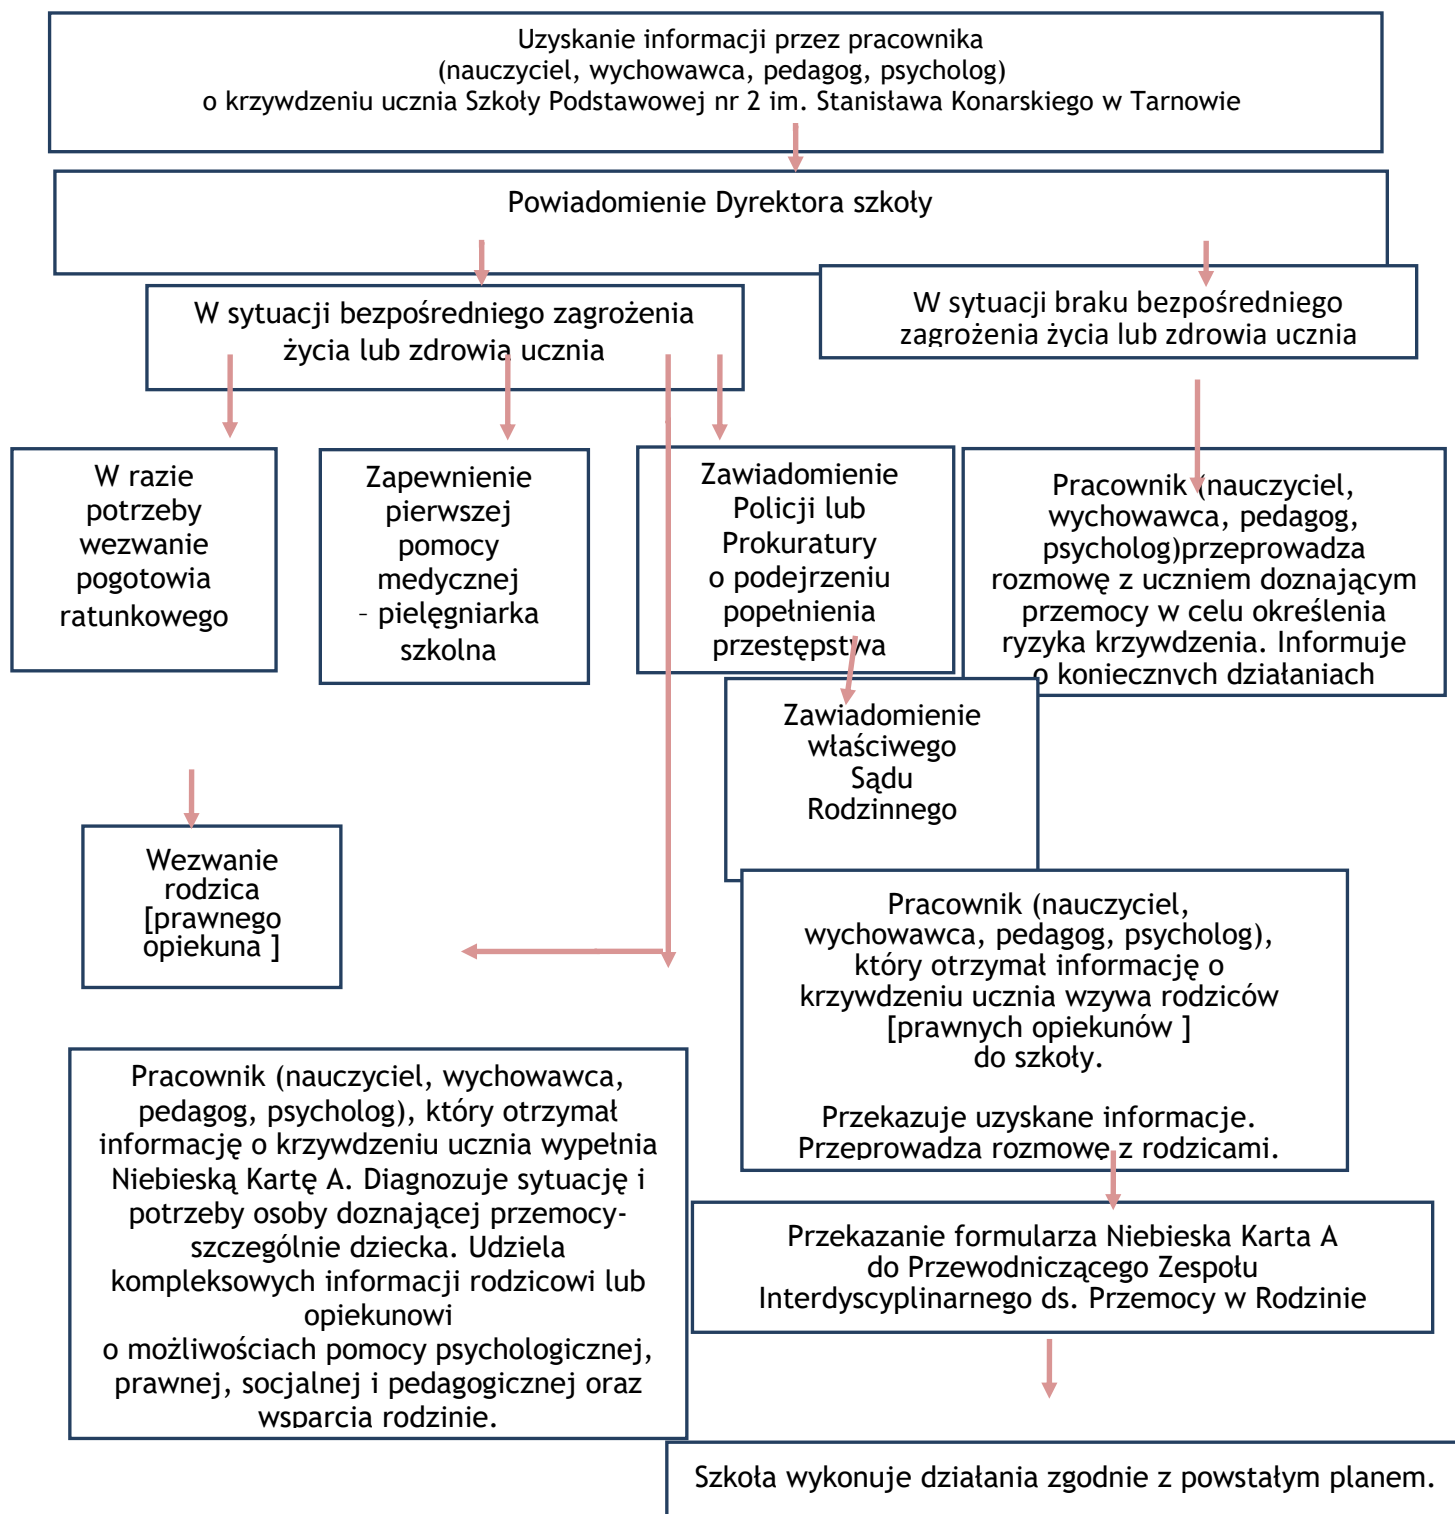 Uzyskanie informacji przez pracownika
(nauczyciel, wychowawca, pedagog, psycholog)
o krzywdzeniu ucznia Szkoły Podstawowej nr 2 im. Stanisława Konarskiego w Tarnowie
Powiadomienie Dyrektora szkoły
W sytuacji bezpośredniego zagrożenia
życia lub zdrowia ucznia
W sytuacji braku bezpośredniego
zagrożenia życia lub zdrowia ucznia
W razie
potrzeby
wezwanie
pogotowia
ratunkowego
Zapewnienie
pierwszej
pomocy
medycznej
– pielęgniarka
szkolna
Zawiadomienie
Policji lub
Prokuratury
o podejrzeniu
popełnienia
przestępstwa
Pracownik (nauczyciel,
wychowawca, pedagog,
psycholog)przeprowadza
rozmowę z uczniem doznającym
przemocy w celu określenia
ryzyka krzywdzenia. Informuje
o koniecznych działaniach
Zawiadomienie
właściwego
Sądu
Rodzinnego
Wezwanie
rodzica
[prawnego
opiekuna ]
Pracownik (nauczyciel,
wychowawca, pedagog, psycholog),
który otrzymał informację o
krzywdzeniu ucznia wzywa rodziców
[prawnych opiekunów ]
do szkoły.
Przekazuje uzyskane informacje.
Przeprowadza rozmowę z rodzicami.
Pracownik (nauczyciel, wychowawca,
pedagog, psycholog), który otrzymał
informację o krzywdzeniu ucznia wypełnia
Niebieską Kartę A. Diagnozuje sytuację i
potrzeby osoby doznającej przemocy-
szczególnie dziecka. Udziela
kompleksowych informacji rodzicowi lub
opiekunowi
o możliwościach pomocy psychologicznej,
prawnej, socjalnej i pedagogicznej oraz
wsparcia rodzinie.
Przekazanie formularza Niebieska Karta A
do Przewodniczącego Zespołu
Interdyscyplinarnego ds. Przemocy w Rodzinie
Szkoła wykonuje działania zgodnie z powstałym planem.